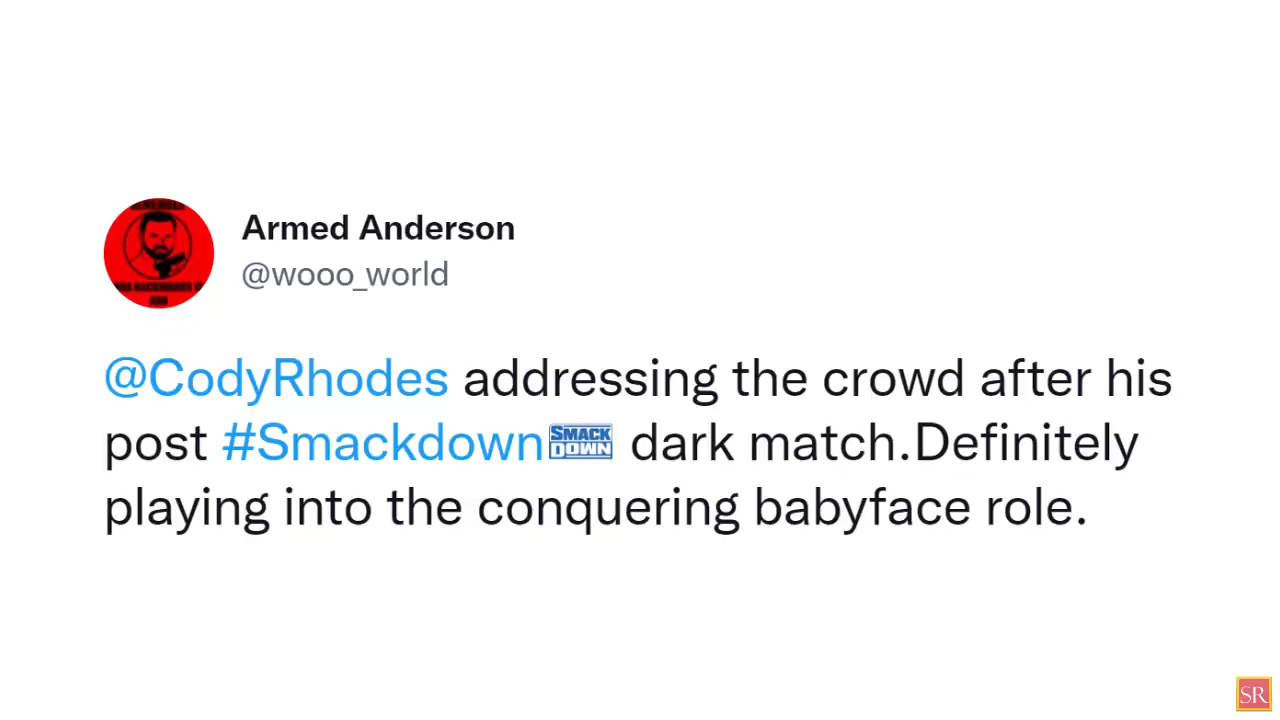 Armed Anderson
@wooo_world
@CodyRhodes addressing the crowd after his
post #Smackdown SMACK DOWN dark match.Definitely
playing into the conquering babyface role.
SR